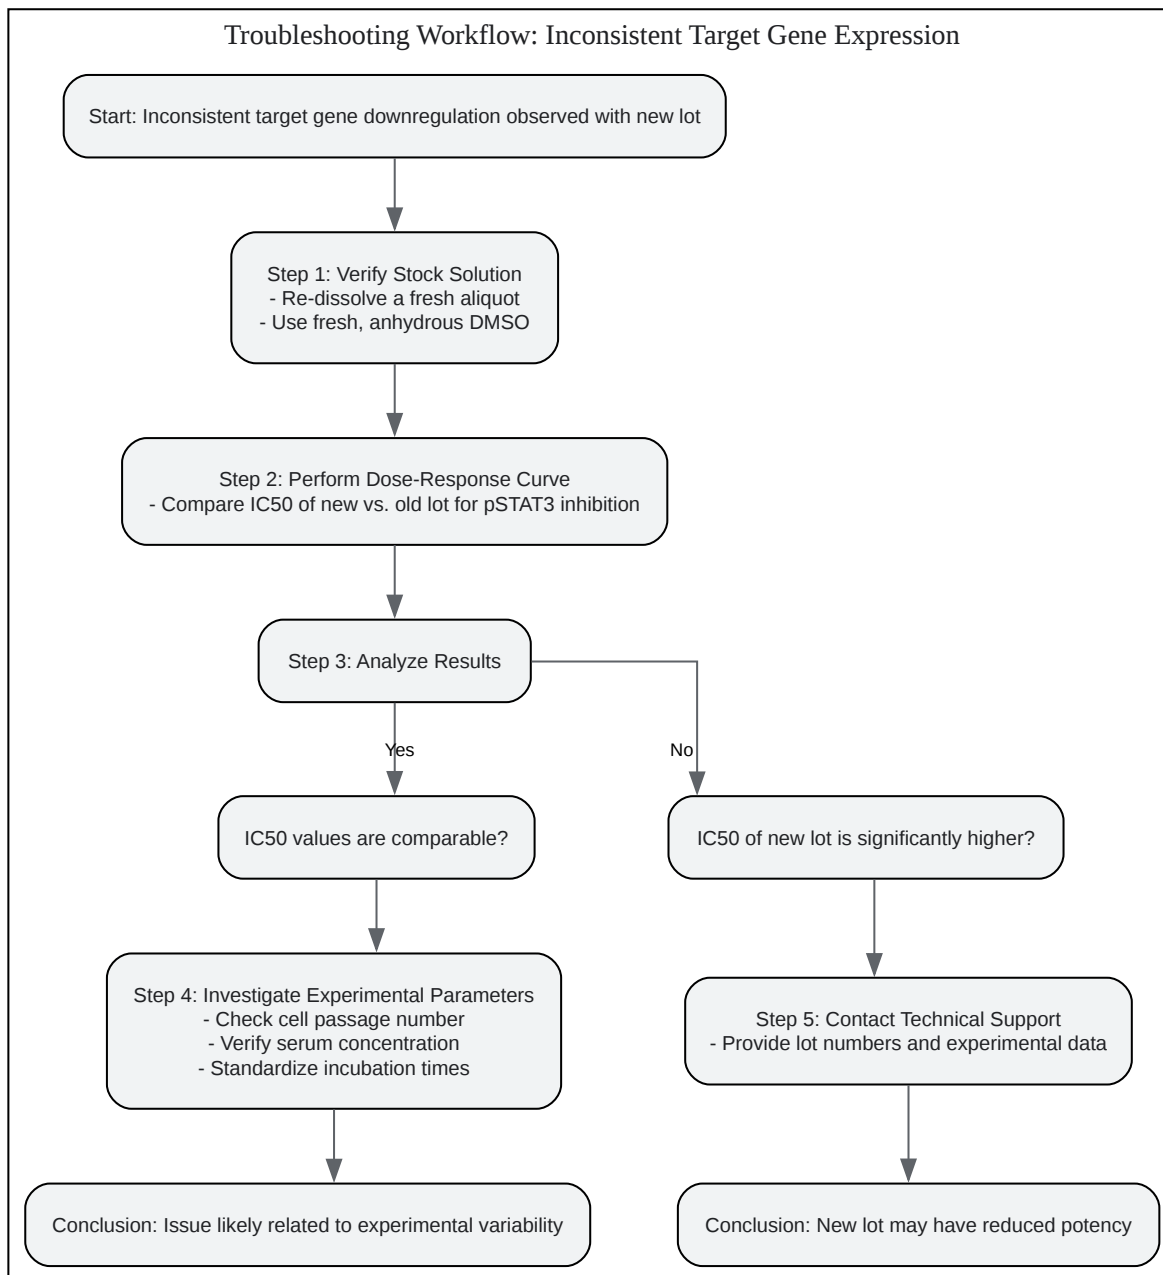 Troubleshooting Workflow: Inconsistent Target Gene Expression
Start: Inconsistent target gene downregulation observed with new lot
Step 1: Verify Stock Solution
- Re-dissolve a fresh aliquot
- Use fresh, anhydrous DMSO
Step 2: Perform Dose-Response Curve
- Compare IC50 of new vs. old lot for pSTAT3 inhibition
Step 3: Analyze Results
Yes
No
IC50 values are comparable?
IC50 of new lot is significantly higher?
Step 4: Investigate Experimental Parameters
- Check cell passage number
- Verify serum concentration
- Standardize incubation times
Step 5: Contact Technical Support
- Provide lot numbers and experimental data
Conclusion: Issue likely related to experimental variability
Conclusion: New lot may have reduced potency